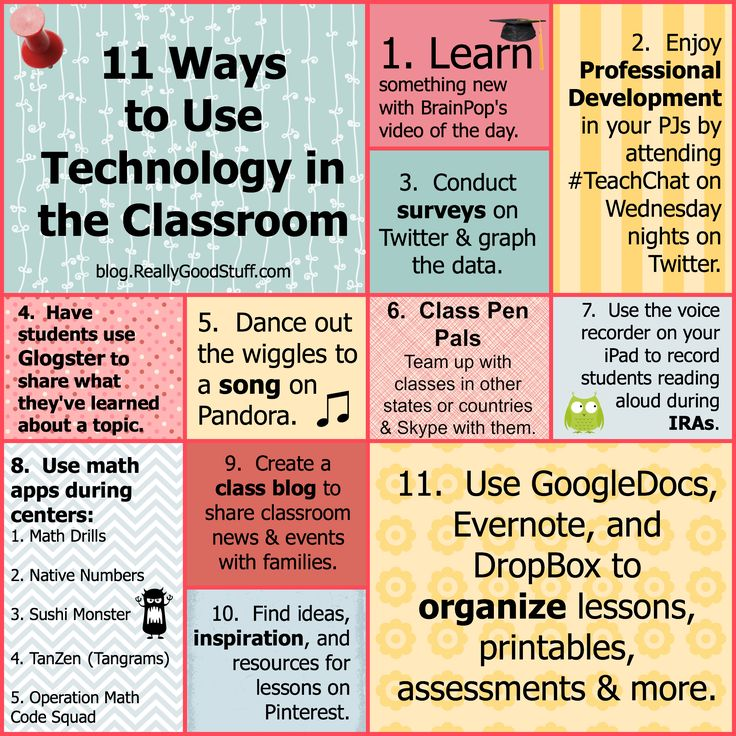 11 Ways
to Use
Technology in
the Classroom
blog.ReallyGoodStuff.com
1. Learn
something new
with BrainPop's
video of the day.
2. Enjoy
Professional
Development
in your PJs by
attending
#TeachChat on
Wednesday
nights on
Twitter.
3. Conduct
surveys on
Twitter & graph
the data.
4. Have
students use
Glogster to
share what
they've learned
about a topic.
5. Dance out
the wiggles to
a song on
Pandora.
6. Class Pen
Pals
Team up with
classes in other
states or countries
& Skype with them.
7. Use the voice
recorder on your
iPad to record
students reading
aloud during
IRAs.
8. Use math
apps during
centers:
1. Math Drills
2. Native Numbers
3. Sushi Monster
4. TanZen (Tangrams)
5. Operation Math
Code Squad
9. Create a
class blog to
share classroom
news & events
with families.
10. Find ideas,
inspiration, and
resources for
lessons on
Pinterest.
11. Use GoogleDocs,
Evernote, and
DropBox to
organize lessons,
printables,
assessments & more.